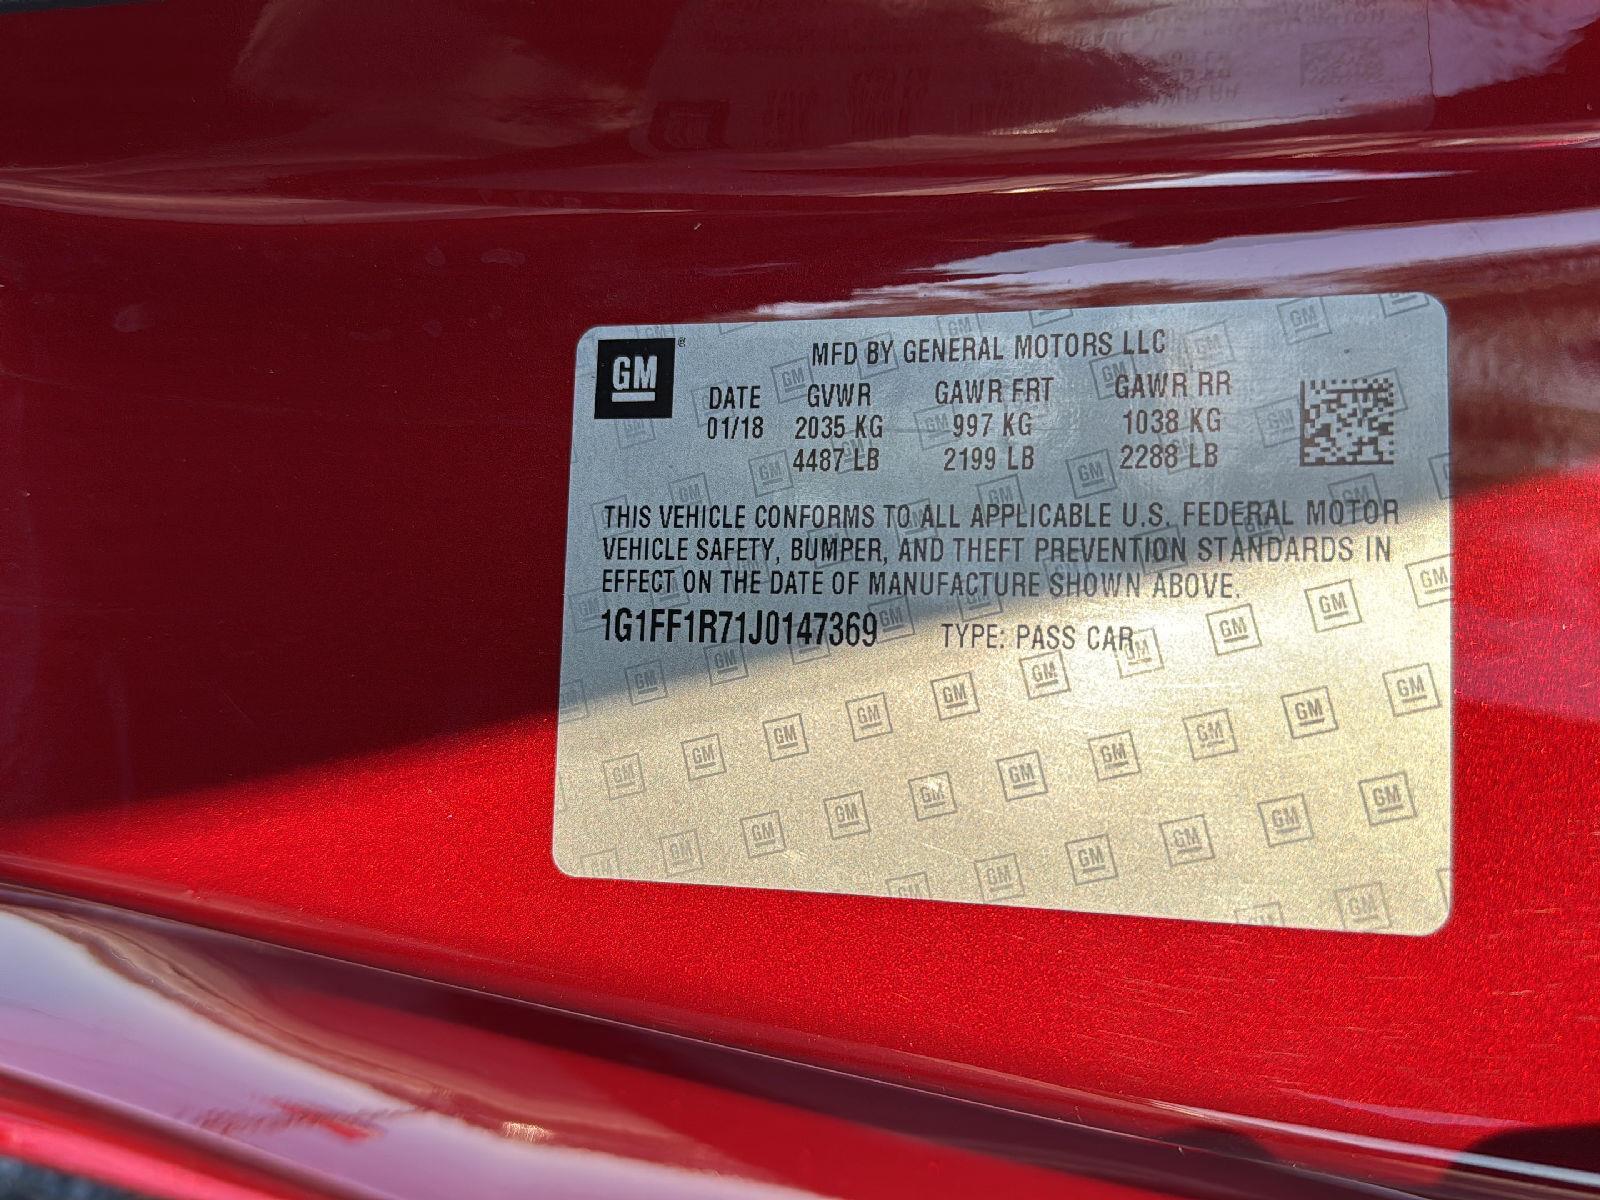 GM ®
MFD BY GENERAL MOTORS LLC
DATE GVWR GAWR FRT GAWR RR
01/18 2035 KG 997 KG 1038 KG
4487 LB 2199 LB 2288 LB
THIS VEHICLE CONFORMS TO ALL APPLICABLE U.S. FEDERAL MOTOR
VEHICLE SAFETY, BUMPER, AND THEFT PREVENTION STANDARDS IN
EFFECT ON THE DATE OF MANUFACTURE SHOWN ABOVE.
1G1FF1R71J0147369 TYPE: PASS CAR